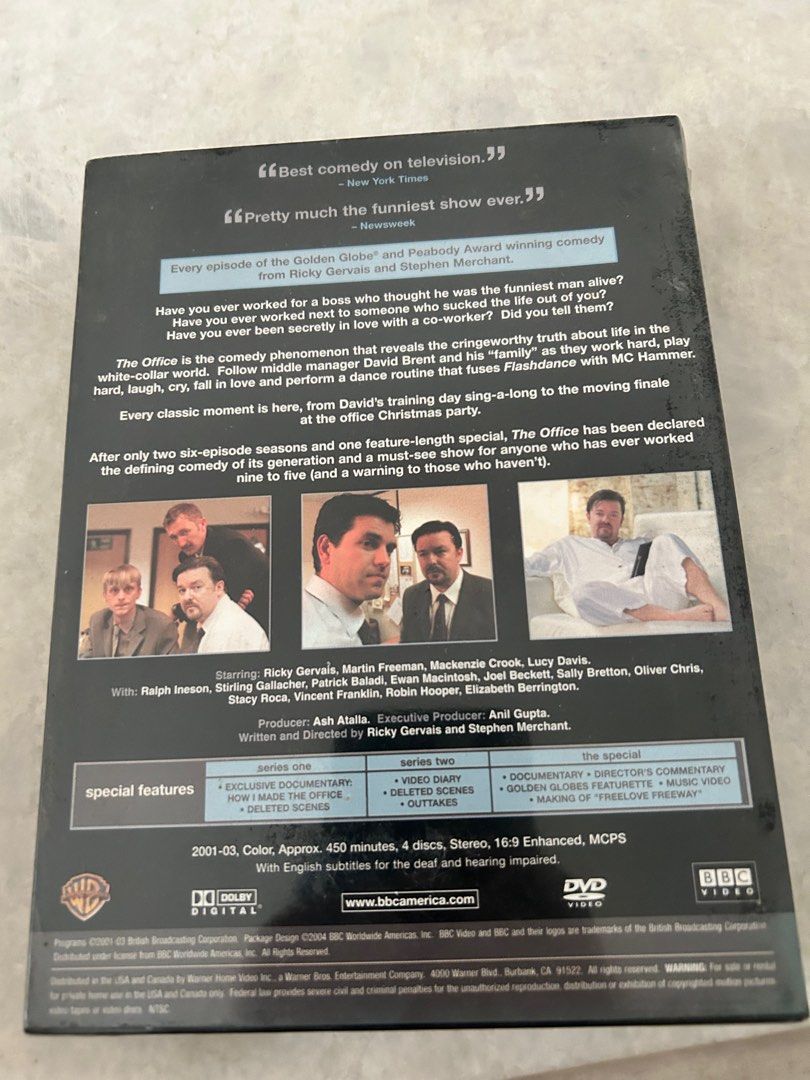 “Best comedy on television.”
– New York Times
“Pretty much the funniest show ever.”
– Newsweek
Every episode of the Golden Globe® and Peabody Award winning comedy
from Ricky Gervais and Stephen Merchant.
Have you ever worked for a boss who thought he was the funniest man alive?
Have you ever worked next to someone who sucked the life out of you?
Have you ever been secretly in love with a co-worker? Did you tell them?
The Office is the comedy phenomenon that reveals the cringeworthy truth about life in the
white-collar world. Follow middle manager David Brent and his “family” as they work hard, play
hard, laugh, cry, fall in love and perform a dance routine that fuses Flashdance with MC Hammer.
Every classic moment is here, from David’s training day sing-a-long to the moving finale
at the office Christmas party.
After only two six-episode seasons and one feature-length special, The Office has been declared
the defining comedy of its generation and a must-see show for anyone who has ever worked
nine to five (and a warning to those who haven’t).
Starring: Ricky Gervais, Martin Freeman, Mackenzie Crook, Lucy Davis.
With: Ralph Ineson, Stirling Gallacher, Patrick Baladi, Ewan Macintosh, Joel Beckett, Sally Bretton, Oliver Chris,
Stacy Roca, Vincent Franklin, Robin Hooper, Elizabeth Berrington.
Producer: Ash Atalla. Executive Producer: Anil Gupta.
Written and Directed by Ricky Gervais and Stephen Merchant.
special features
series one
• EXCLUSIVE DOCUMENTARY:
HOW I MADE THE OFFICE
• DELETED SCENES
series two
• VIDEO DIARY
• DELETED SCENES
• OUTTAKES
the special
• DOCUMENTARY • DIRECTOR’S COMMENTARY
• GOLDEN GLOBES FEATURETTE • MUSIC VIDEO
• MAKING OF “FREELOVE FREEWAY”
2001-03, Color, Approx. 450 minutes, 4 discs, Stereo, 16:9 Enhanced, MCPS
With English subtitles for the deaf and hearing impaired.
WB
DOLBY
DIGITAL
www.bbcamerica.com
DVD
VIDEO
BBC
VIDEO
Programs ©2001-03 British Broadcasting Corporation. Package Design ©2004 BBC Worldwide Americas, Inc. BBC Video and BBC and their logos are trademarks of the British Broadcasting Corporation.
Distributed under license from BBC Worldwide Americas, Inc. All Rights Reserved.
Distributed in the USA and Canada by Warner Home Video Inc., a Warner Bros. Entertainment Company. 4000 Warner Blvd., Burbank, CA 91522. All rights reserved. WARNING: For sale or rental
for private home use in the USA and Canada only. Federal law provides severe civil and criminal penalties for the unauthorized reproduction, distribution or exhibition of copyrighted motion pictures,
video tapes or video discs. NTSC